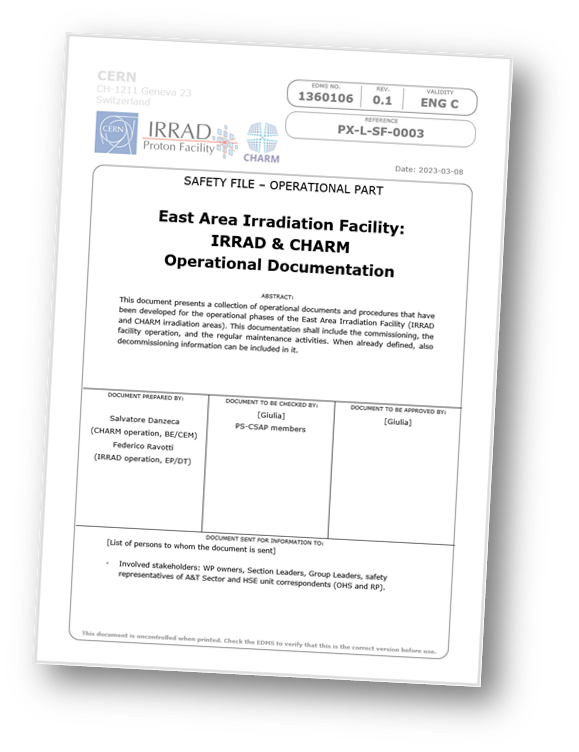 CERN
CH-1211 Geneva 23
Switzerland
EDMS NO.
1360106
REV.
0.1
VALIDITY
ENG C
REFERENCE
PX-L-SF-0003
CERN
IRRAD
Proton Facility
CHARM
Date: 2023-03-08
SAFETY FILE – OPERATIONAL PART
East Area Irradiation Facility:
IRRAD & CHARM
Operational Documentation
ABSTRACT:
This document presents a collection of operational documents and procedures that have
been developed for the operational phases of the East Area Irradiation Facility (IRRAD
and CHARM irradiation areas). This documentation shall include the commissioning, the
facility operation, and the regular maintenance activities. When already defined, also
decommissioning information can be included in it.
DOCUMENT PREPARED BY:
Salvatore Danzeca
(CHARM operation, BE/CEM)
Federico Ravotti
(IRRAD operation, EP/DT)
DOCUMENT TO BE CHECKED BY:
[Giulia]
PS-CSAP members
DOCUMENT TO BE APPROVED BY:
[Giulia]
DOCUMENT SENT FOR INFORMATION TO:
[List of persons to whom the document is sent]
- Involved stakeholders: WP owners, Section Leaders, Group Leaders, safety
representatives of A&T Sector and HSE unit correspondents (OHS and RP).
This document is uncontrolled when printed. Check the EDMS to verify that this is the correct version before use.